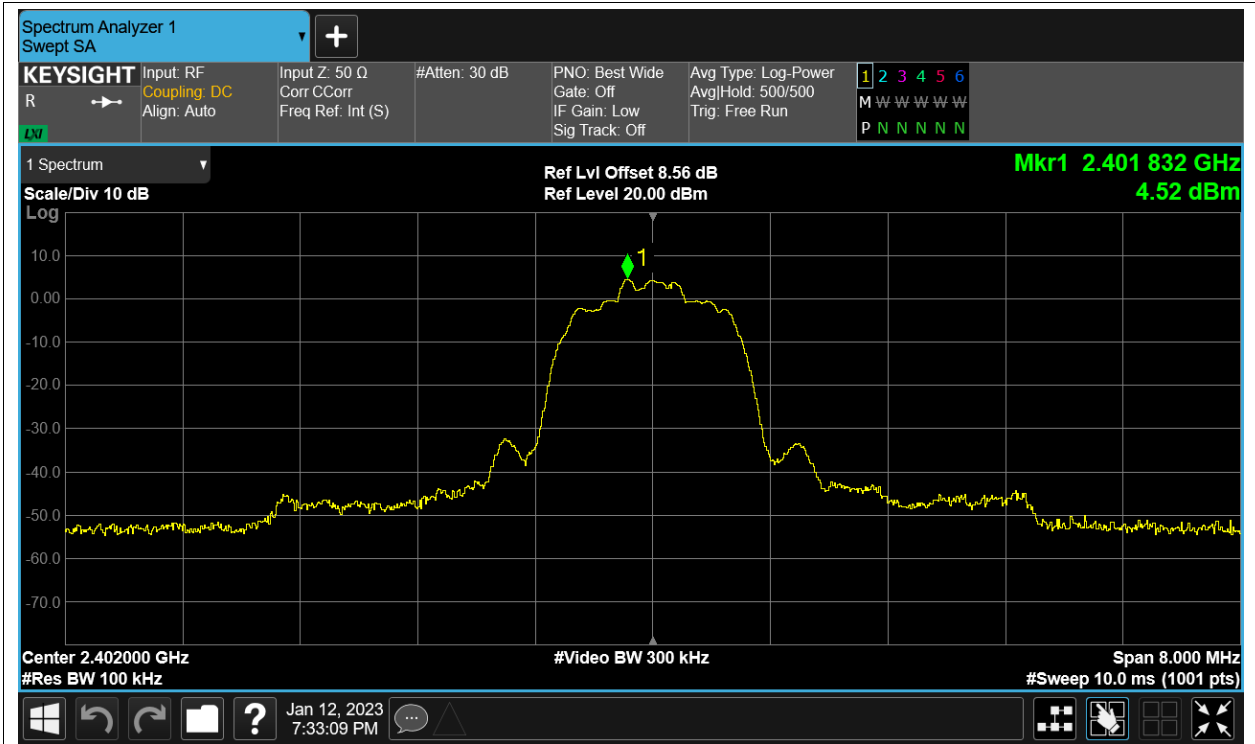 Spectrum Analyzer 1
Swept SA
+
KEYSIGHT
R
LXI
Input: RF
Coupling: DC
Align: Auto
Input Z: 50 Ω
Corr CCorr
Freq Ref: Int (S)
#Atten: 30 dB
PNO: Best Wide
Gate: Off
IF Gain: Low
Sig Track: Off
Avg Type: Log-Power
Avg|Hold: 500/500
Trig: Free Run
1 2 3 4 5 6
M W W W W W
P N N N N N
1 Spectrum
Scale/Div 10 dB
Log
Ref Lvl Offset 8.56 dB
Ref Level 20.00 dBm
Mkr1 2.401 832 GHz
4.52 dBm
1
10.0
0.00
-10.0
-20.0
-30.0
-40.0
-50.0
-60.0
-70.0
Center 2.402000 GHz
#Res BW 100 kHz
#Video BW 300 kHz
Span 8.000 MHz
#Sweep 10.0 ms (1001 pts)
?
Jan 12, 2023
7:33:09 PM